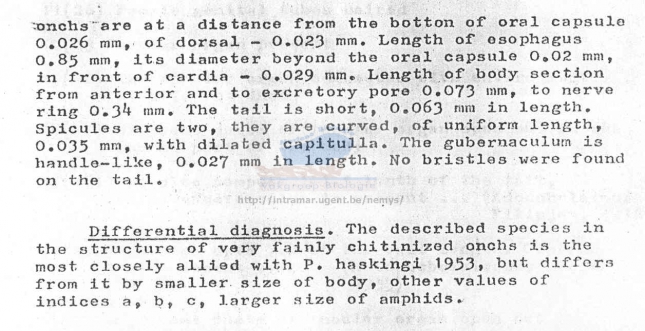 onchs are at a distance from the botton of oral capsule
0.026 mm, of dorsal - 0.023 mm. Length of esophagus
0.85 mm, its diameter beyond the oral capsule 0.02 mm,
in front of cardia - 0.029 mm. Length of body section
from anterior and to excretory pore 0.073 mm, to nerve
ring 0.34 mm. The tail is short, 0.063 mm in length.
Spicules are two, they are curved, of uniform length,
0.035 mm, with dilated capitulla. The gubernaculum is
handle-like, 0.027 mm in length. No bristles were found
on the tail.
http://intramar.ugent.be/nemys/
Differential diagnosis. The described species in
the structure of very fainly chitinized onchs is the
most closely allied with P. haskingi 1953, but differs
from it by smaller size of body, other values of
indices a, b, c, larger size of amphids.